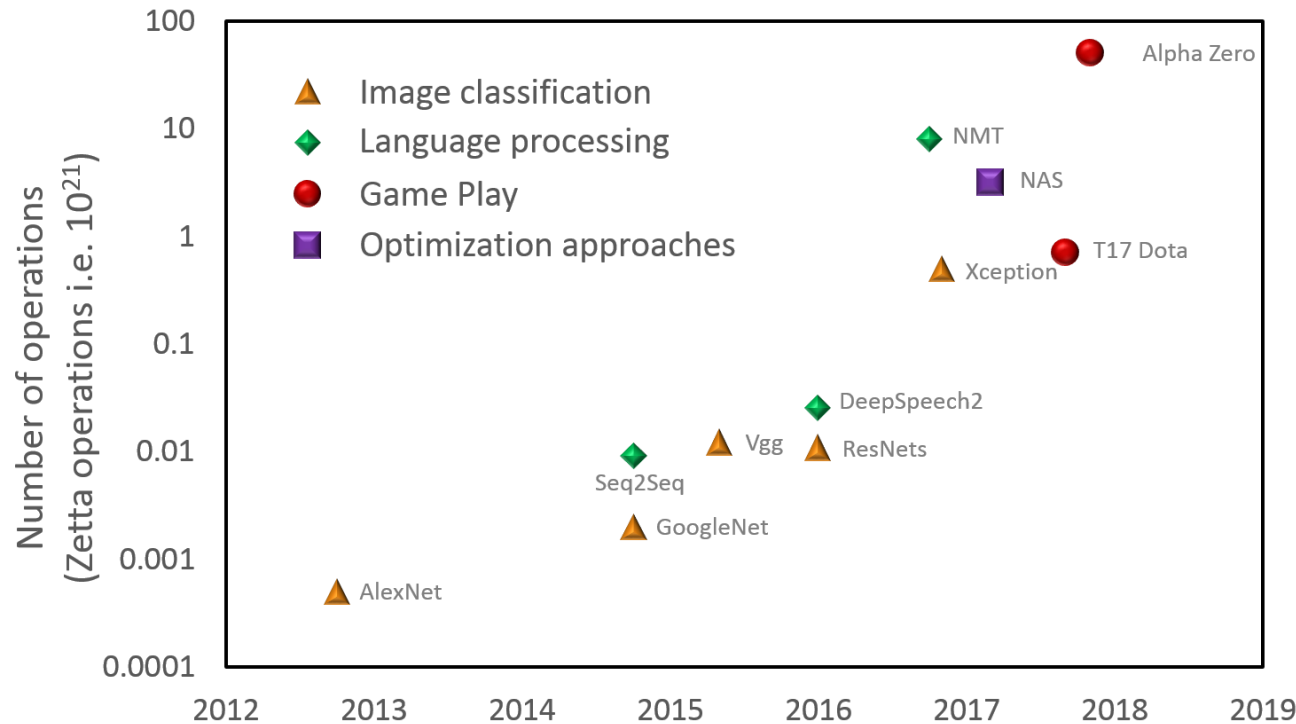 100
10
1
0.1
0.01
0.001
0.0001
Number of operations
(Zetta operations i.e. 10²¹)
Image classification
Language processing
Game Play
Optimization approaches
Alpha Zero
NMT
NAS
T17 Dota
Xception
DeepSpeech2
Vgg
ResNets
Seq2Seq
GoogleNet
AlexNet
2012 2013 2014 2015 2016 2017 2018 2019